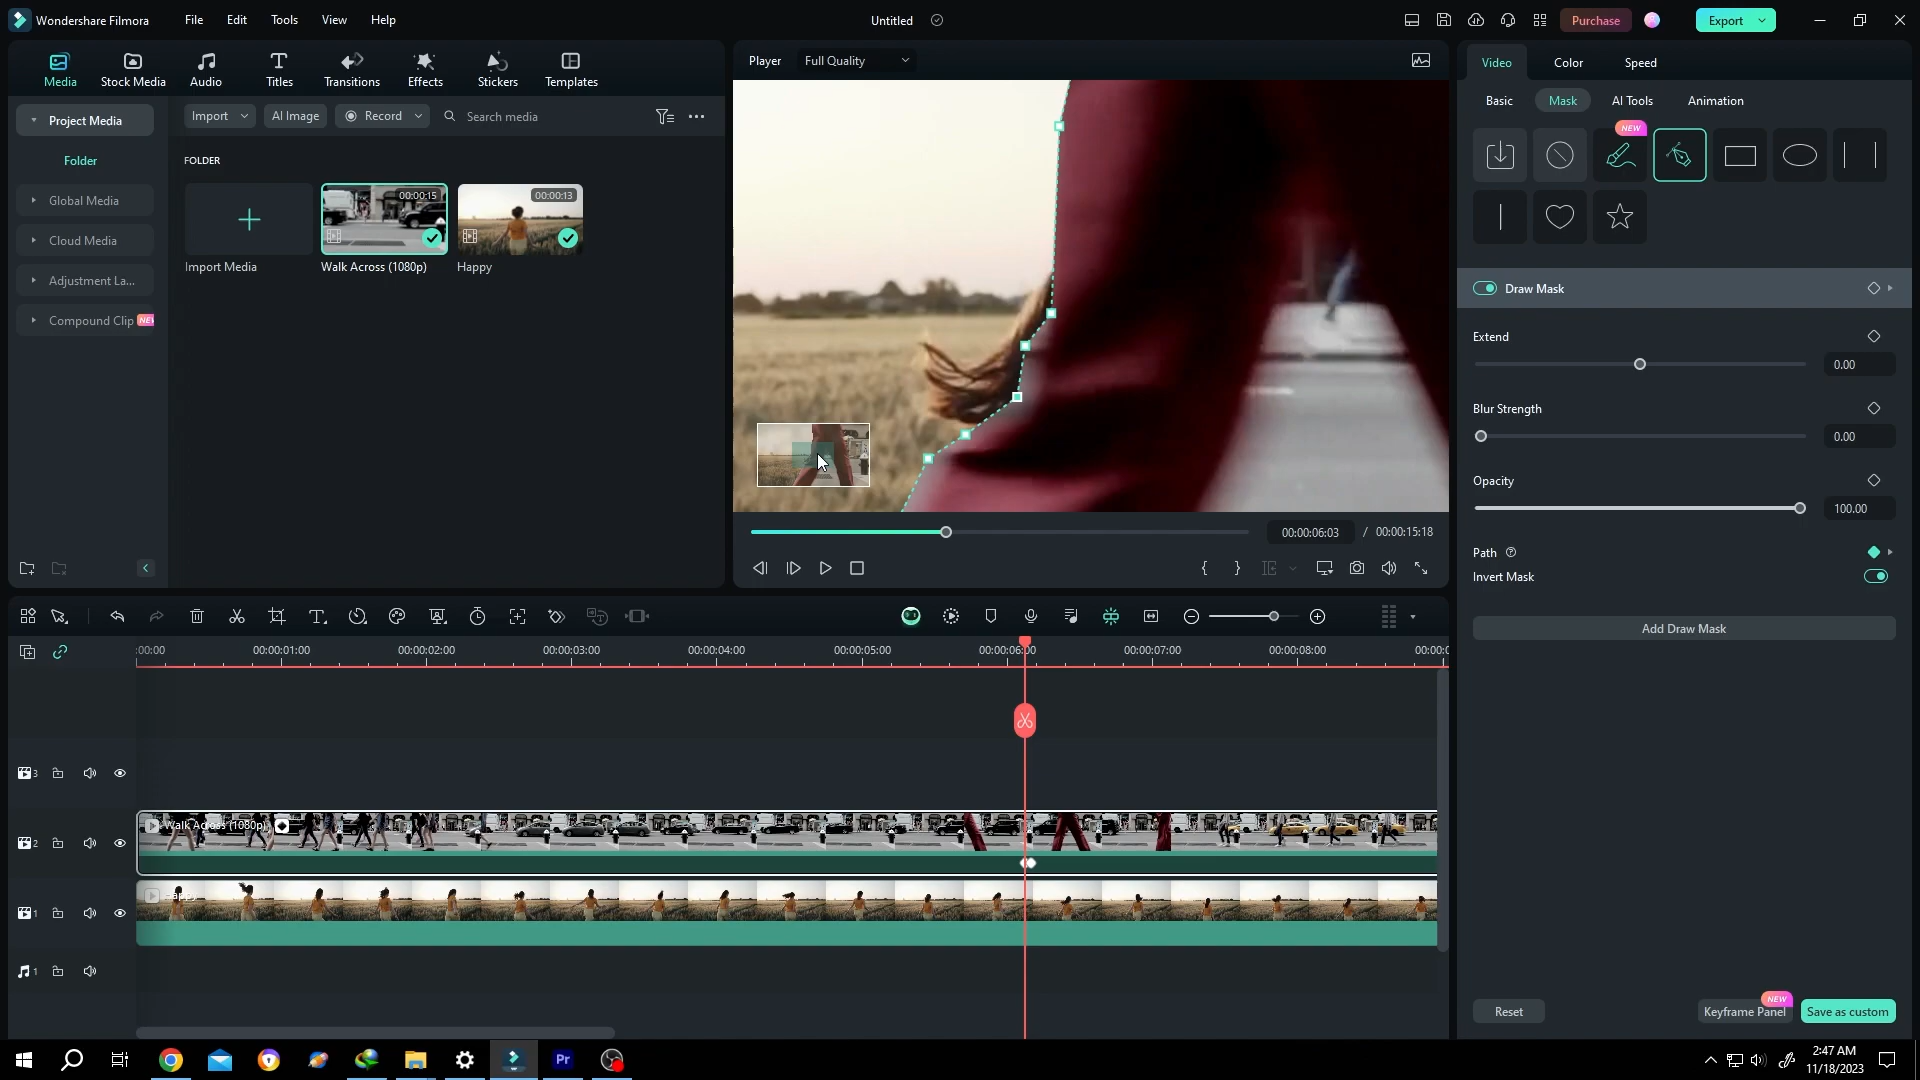 Wondershare Filmora
File
Edit
Tools
View
Help
Untitled
Purchase
Export
Media
Stock Media
Audio
Titles
Transitions
Effects
Stickers
Templates
Player
Full Quality
Video
Color
Speed
Project Media
Import
AI Image
Record
Search media
Basic
Mask
AI Tools
Animation
Folder
FOLDER
NEW
Global Media
00:00:15
00:00:13
Cloud Media
Import Media
Walk Across (1080p)
Happy
Adjustment La...
Compound Clip
Draw Mask
Extend
0.00
Blur Strength
0.00
Opacity
100.00
00:00:06:03 / 00:00:15:18
Path
Invert Mask
Add Draw Mask
:00:00
00:00:01:00
00:00:02:00
00:00:03:00
00:00:04:00
00:00:05:00
00:00:07:00
00:00:08:00
3
Walk Across (1080p)
2
1
1
NEW
Reset
Keyframe Panel
Save as custom
Pr
2:47 AM
11/18/2023